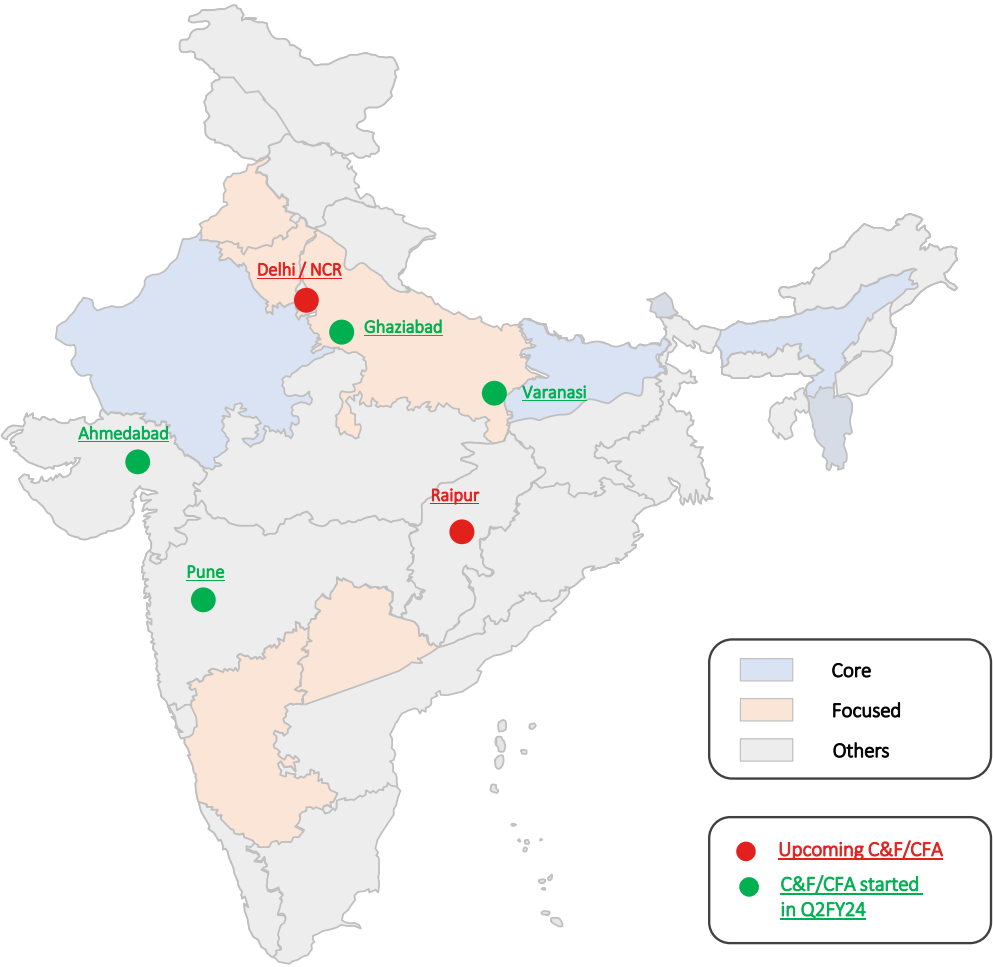 Delhi / NCR
Ghaziabad
Varanasi
Ahmedabad
Raipur
Pune
Core
Focused
Others
Upcoming C&F/CFA
C&F/CFA started
in Q2FY24